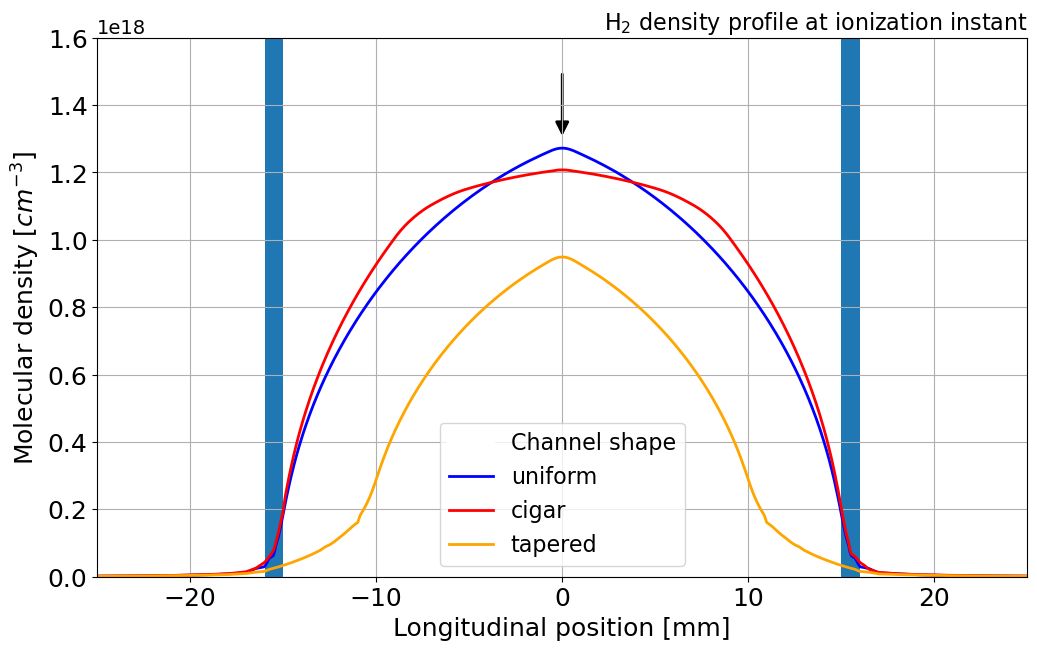 1e18
H₂ density profile at ionization instant
1.6
1.4
1.2
1.0
0.8
0.6
0.4
0.2
0.0
Molecular density [cm⁻³]
Channel shape
uniform
cigar
tapered
−20
−10
0
10
20
Longitudinal position [mm]